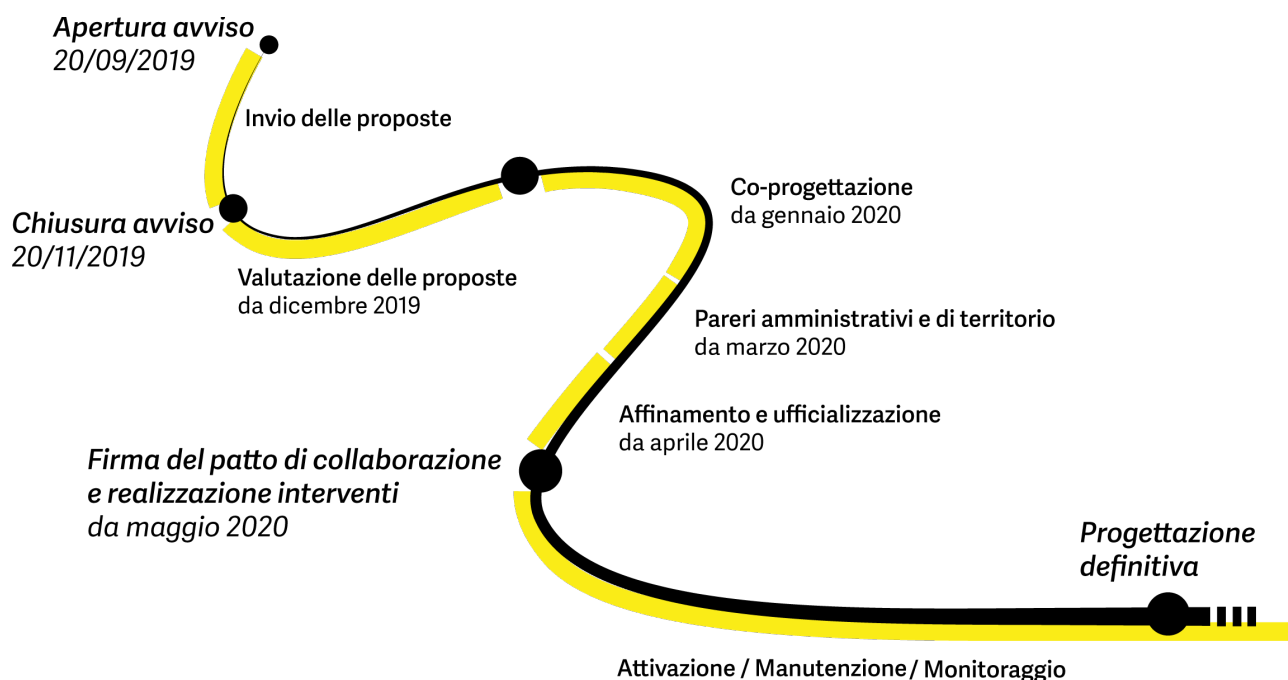 Apertura avviso
20/09/2019
Invio delle proposte
Chiusura avviso
20/11/2019
Valutazione delle proposte
da dicembre 2019
Co-progettazione
da gennaio 2020
Pareri amministrativi e di territorio
da marzo 2020
Affinamento e ufficializzazione
da aprile 2020
Firma del patto di collaborazione
e realizzazione interventi
da maggio 2020
Progettazione
definitiva
Attivazione / Manutenzione / Monitoraggio